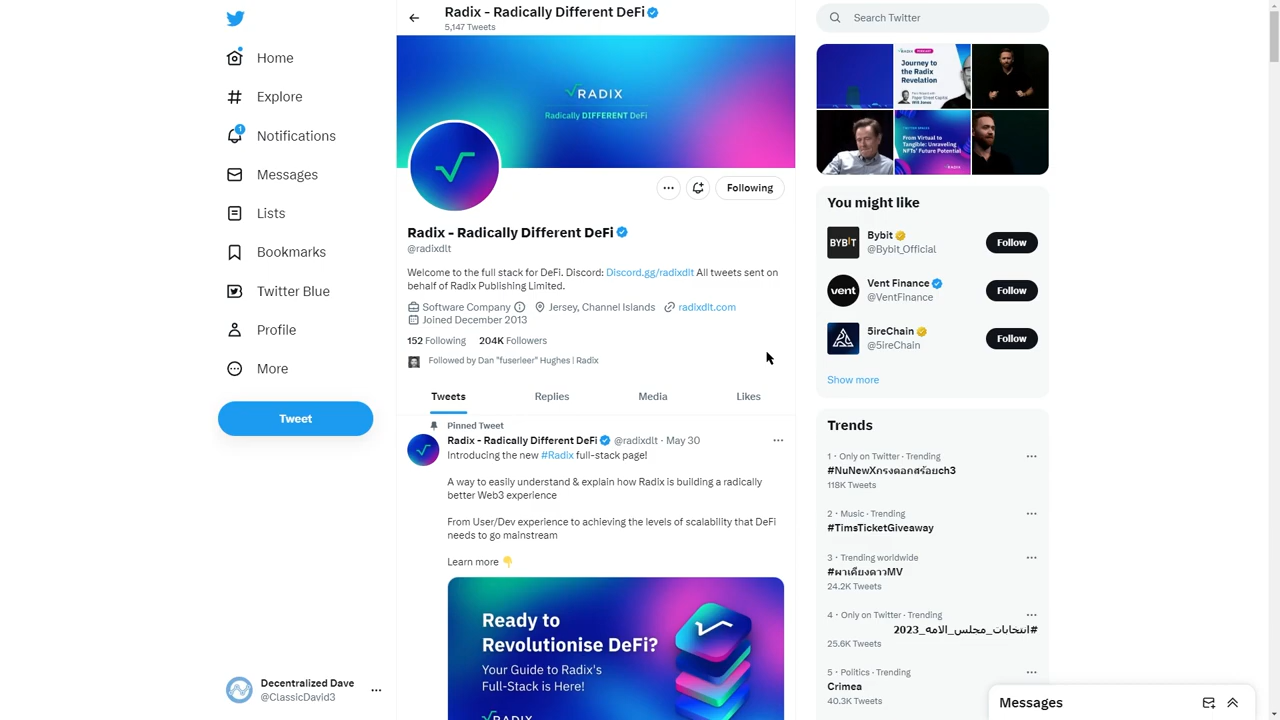 Home
Explore
1
Notifications
Messages
Lists
Bookmarks
Twitter Blue
Profile
More
Tweet
Decentralized Dave
@ClassicDavid3
Radix - Radically Different DeFi
5,147 Tweets
RADIX
Radically DIFFERENT DeFi
Following
Radix - Radically Different DeFi
@radixdlt
Welcome to the full stack for DeFi. Discord: Discord.gg/radixdlt All tweets sent on
behalf of Radix Publishing Limited.
Software Company Jersey, Channel Islands radixdlt.com
Joined December 2013
152 Following 204K Followers
Followed by Dan "fuserleer" Hughes | Radix
Tweets Replies Media Likes
Pinned Tweet
Radix - Radically Different DeFi @radixdlt · May 30
Introducing the new #Radix full-stack page!
A way to easily understand & explain how Radix is building a radically
better Web3 experience
From User/Dev experience to achieving the levels of scalability that DeFi
needs to go mainstream
Learn more
Ready to
Revolutionise DeFi?
Your Guide to Radix's
Full-Stack is Here!
RADIX
Search Twitter
RADIX
Journey to
the Radix
Revelation
From Virtual to
Tangible: Unraveling
NFTs' Future Potential
RADIX
You might like
BYBIT
Bybit
@Bybit_Official
Follow
vent
Vent Finance
@VentFinance
Follow
5ireChain
@5ireChain
Follow
Show more
Trends
1 · Only on Twitter · Trending
#NuNewXกรงดอกสร้อยch3
118K Tweets
2 · Music · Trending
#TimsTicketGiveaway
3 · Trending worldwide
#ผาเคียงดาวMV
24.2K Tweets
4 · Only on Twitter · Trending
#انتخابات_مجلس_الامه_2023
25.6K Tweets
5 · Politics · Trending
Crimea
40.3K Tweets
Messages